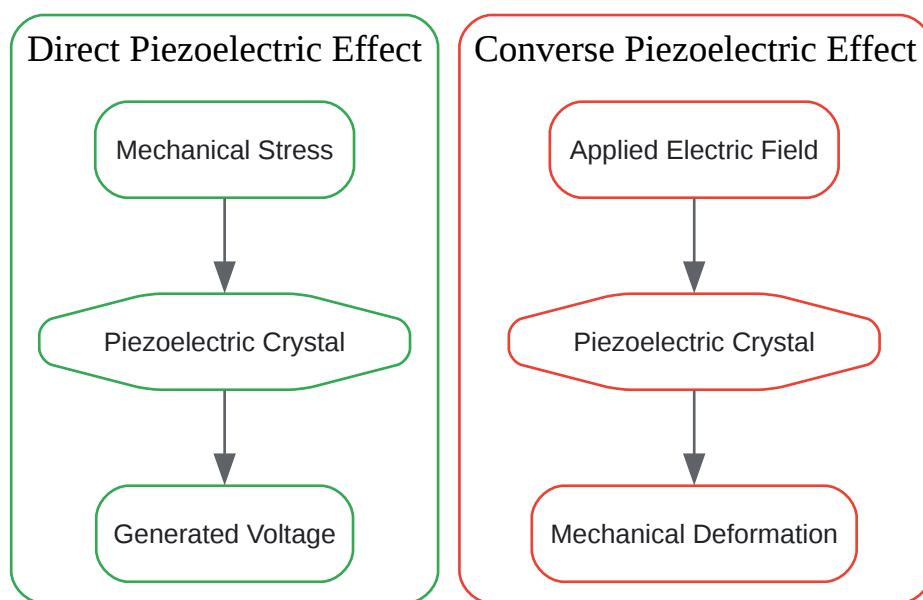 Direct Piezoelectric Effect
Mechanical Stress
Piezoelectric Crystal
Generated Voltage
Converse Piezoelectric Effect
Applied Electric Field
Piezoelectric Crystal
Mechanical Deformation